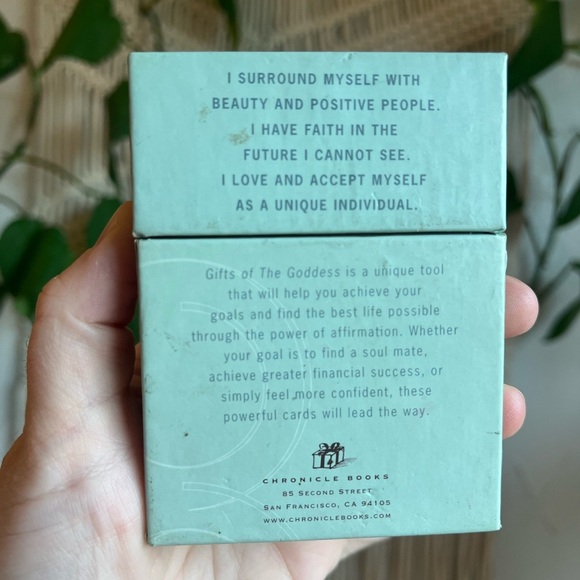 I SURROUND MYSELF WITH
BEAUTY AND POSITIVE PEOPLE.
I HAVE FAITH IN THE
FUTURE I CANNOT SEE.
I LOVE AND ACCEPT MYSELF
AS A UNIQUE INDIVIDUAL.
Gifts of The Goddess is a unique tool
that will help you achieve your
goals and find the best life possible
through the power of affirmation. Whether
your goal is to find a soul mate,
achieve greater financial success, or
simply feel more confident, these
powerful cards will lead the way.
CHRONICLE BOOKS
85 SECOND STREET
SAN FRANCISCO, CA 94105
WWW.CHRONICLEBOOKS.COM